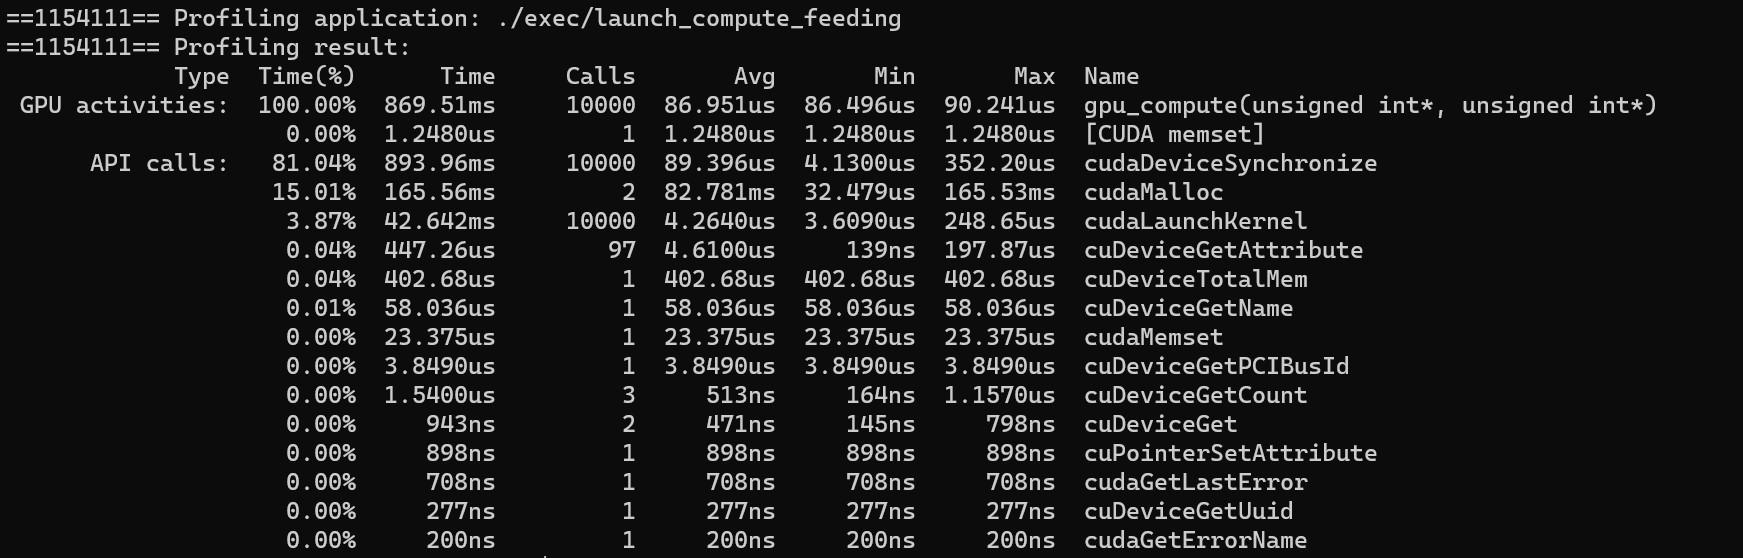 ==1154111== Profiling application: ./exec/launch_compute_feeding
==1154111== Profiling result:
Type Time(%) Time Calls Avg Min Max Name
GPU activities: 100.00% 869.51ms 10000 86.951us 86.496us 90.241us gpu_compute(unsigned int*, unsigned int*)
0.00% 1.2480us 1 1.2480us 1.2480us 1.2480us [CUDA memset]
API calls: 81.04% 893.96ms 10000 89.396us 4.1300us 352.20us cudaDeviceSynchronize
15.01% 165.56ms 2 82.781ms 32.479us 165.53ms cudaMalloc
3.87% 42.642ms 10000 4.2640us 3.6090us 248.65us cudaLaunchKernel
0.04% 447.26us 97 4.6100us 139ns 197.87us cuDeviceGetAttribute
0.04% 402.68us 1 402.68us 402.68us 402.68us cuDeviceTotalMem
0.01% 58.036us 1 58.036us 58.036us 58.036us cuDeviceGetName
0.00% 23.375us 1 23.375us 23.375us 23.375us cudaMemset
0.00% 3.8490us 1 3.8490us 3.8490us 3.8490us cuDeviceGetPCIBusId
0.00% 1.5400us 3 513ns 164ns 1.1570us cuDeviceGetCount
0.00% 943ns 2 471ns 145ns 798ns cuDeviceGet
0.00% 898ns 1 898ns 898ns 898ns cuPointerSetAttribute
0.00% 708ns 1 708ns 708ns 708ns cudaGetLastError
0.00% 277ns 1 277ns 277ns 277ns cuDeviceGetUuid
0.00% 200ns 1 200ns 200ns 200ns cudaGetErrorName